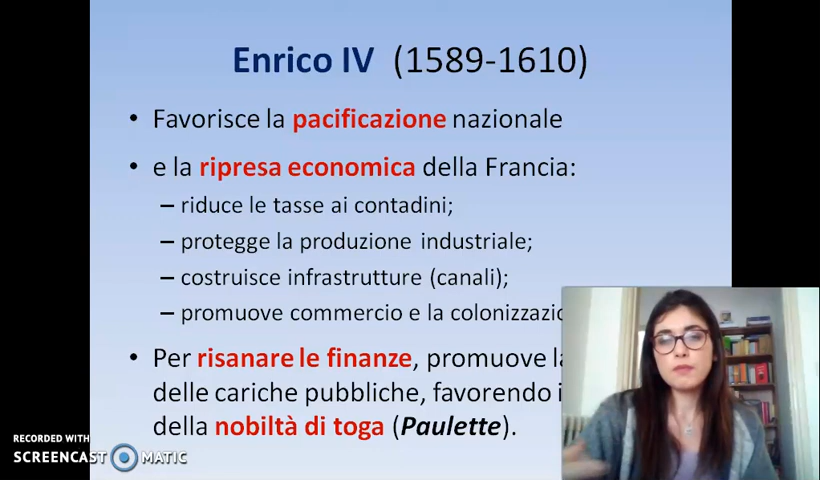 Enrico IV (1589-1610)
• Favorisce la pacificazione nazionale
• e la ripresa economica della Francia:
– riduce le tasse ai contadini;
– protegge la produzione industriale;
– costruisce infrastrutture (canali);
– promuove commercio e la colonizzazio
• Per risanare le finanze, promuove la
delle cariche pubbliche, favorendo i
della nobiltà di toga (Paulette).
RECORDED WITH
SCREENCAST MATIC